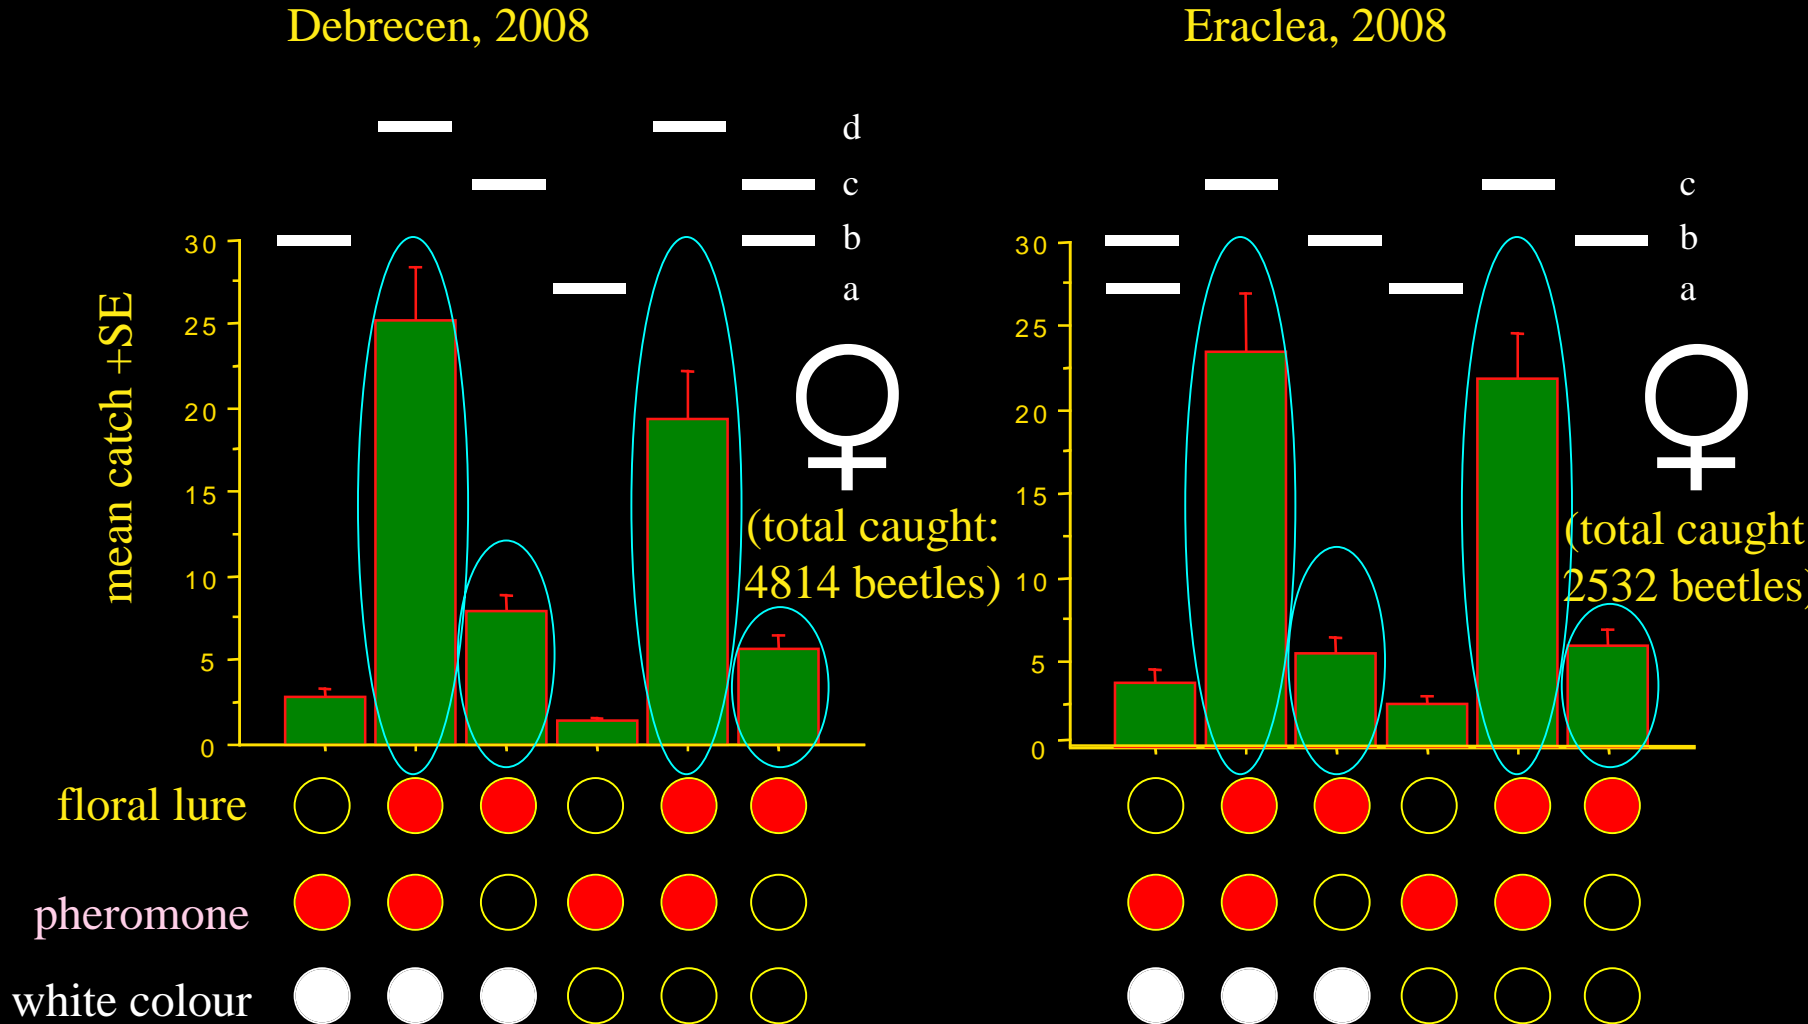 Debrecen, 2008
Eraclea, 2008
d
c
b
a
c
b
a
30
25
20
15
10
5
0
mean catch +SE
(total caught:
4814 beetles)
30
25
20
15
10
5
0
(total caught
2532 beetles)
floral lure
pheromone
white colour